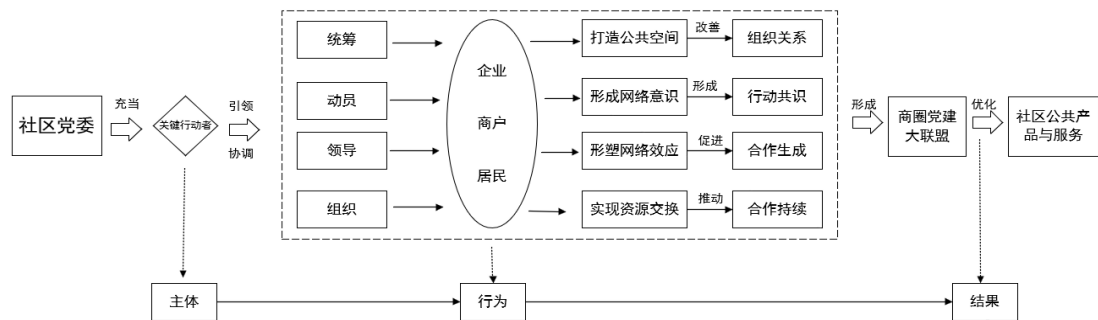 社区党委
充当
关键行动者
引领
协调
统筹
动员
领导
组织
企业
商户
居民
打造公共空间
改善
组织关系
形成网络意识
形成
行动共识
形塑网络效应
促进
合作生成
实现资源交换
推动
合作持续
形成
商圈党建
大联盟
优化
社区公共产
品与服务
主体
行为
结果